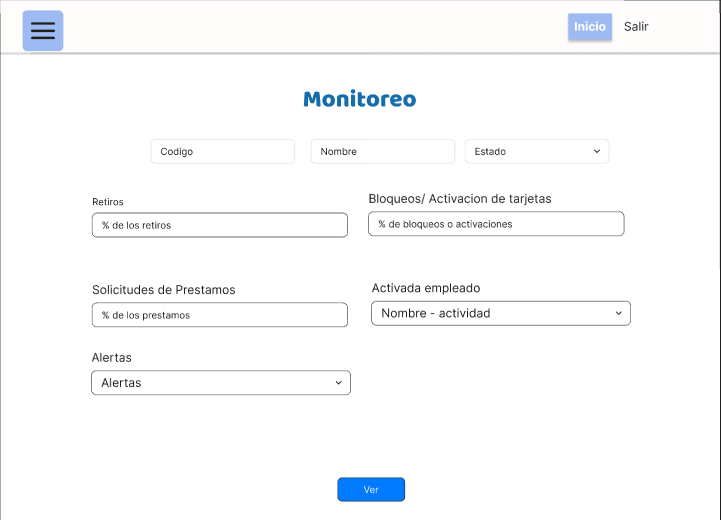 Inicio
Salir
Monitoreo
Codigo
Nombre
Estado
Retiros
% de los retiros
Bloqueos/ Activacion de tarjetas
% de bloqueos o activaciones
Solicitudes de Prestamos
% de los prestamos
Activada empleado
Nombre - actividad
Alertas
Alertas
Ver